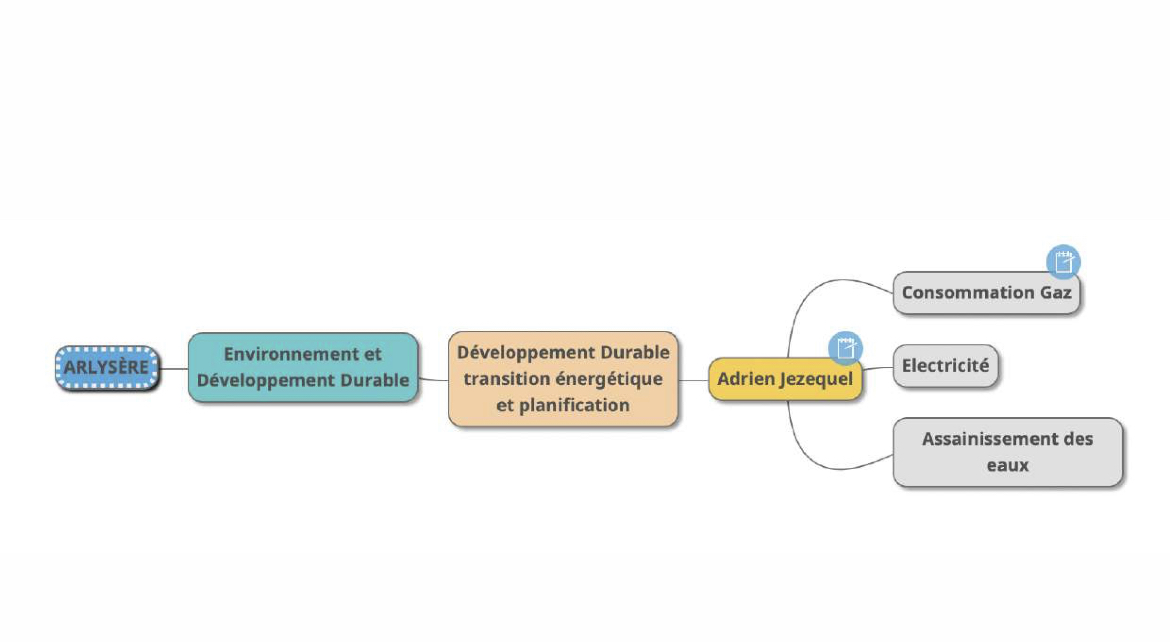 ARLYSÈRE
Environnement et
Développement Durable
Développement Durable
transition énergétique
et planification
Adrien Jezequel
Consommation Gaz
Electricité
Assainissement des
eaux